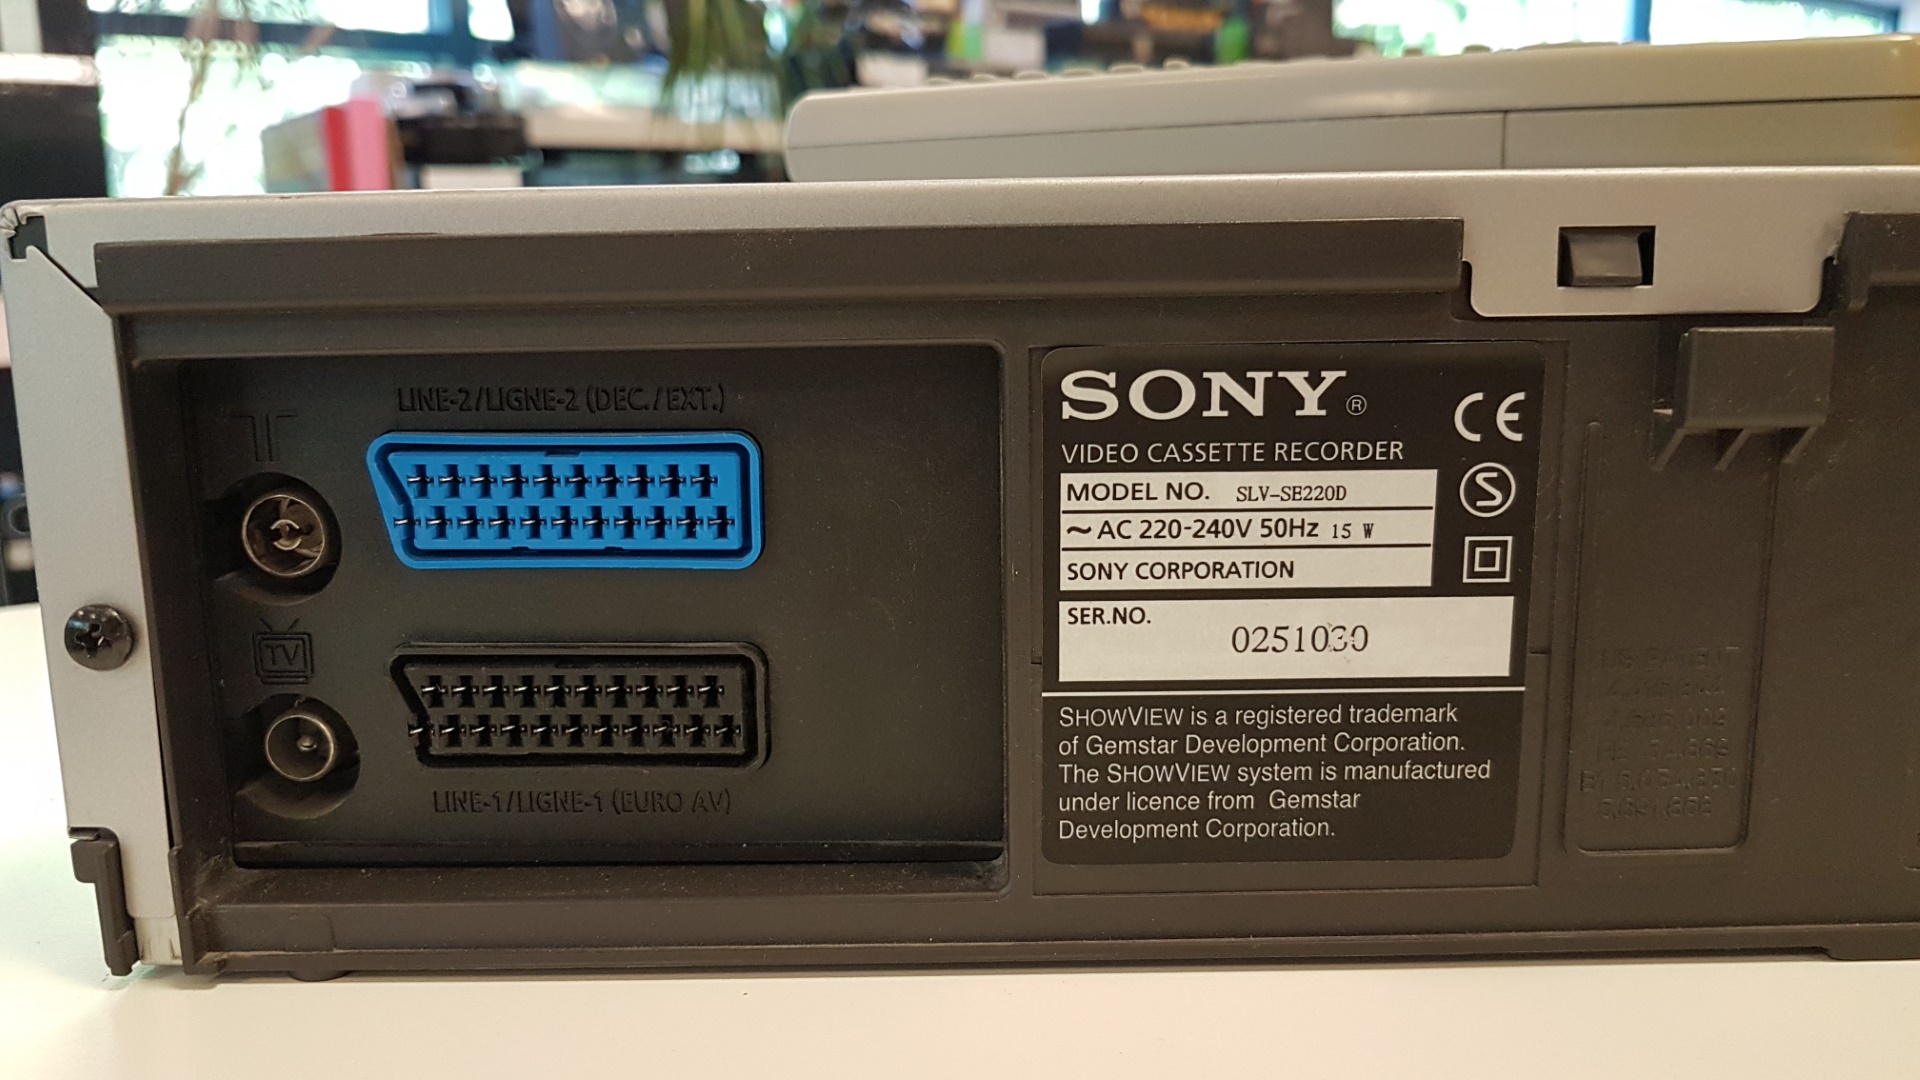 LINE-2/LIGNE-2 (DEC./EXT.)
TV
LINE-1/LIGNE-1 (EURO AV)
SONY®
VIDEO CASSETTE RECORDER
MODEL NO. SLV-SE220D
~ AC 220-240V 50Hz 15 W
SONY CORPORATION
SER.NO.
0251030
CE
S
SHOWVIEW is a registered trademark
of Gemstar Development Corporation.
The SHOWVIEW system is manufactured
under licence from Gemstar
Development Corporation.
US PATENT